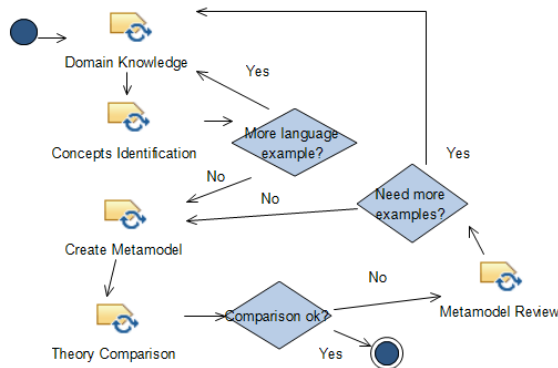 Domain Knowledge
Yes
Concepts Identification
More language
example?
Yes
No
No
Need more
examples?
Create Metamodel
No
Comparison ok?
Metamodel Review
Theory Comparison
Yes